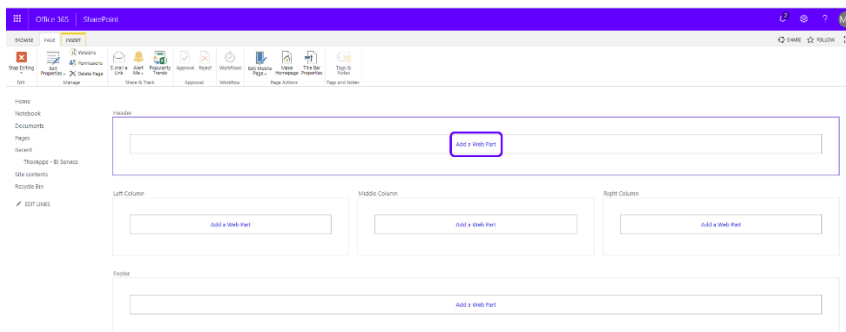 Office 365 SharePoint 2 ?
BROWSE PAGE INSERT SHARE FOLLOW
Stop Editing
Edit Properties
Versions
Permissions
Delete Page
E-mail a Link
Alert Me
Popularity Trends
Approve
Reject
Workflows
Edit Mobile Page
Make Homepage
Title Bar Properties
Tags & Notes
Edit Manage Share & Track Approval Workflow Page Actions Tags and Notes
Home
Notebook
Documents
Pages
Recent
ThreApps - BI Service
Site contents
Recycle Bin
EDIT LINKS
Header
Add a Web Part
Left Column Middle Column Right Column
Add a Web Part Add a Web Part Add a Web Part
Footer
Add a Web Part